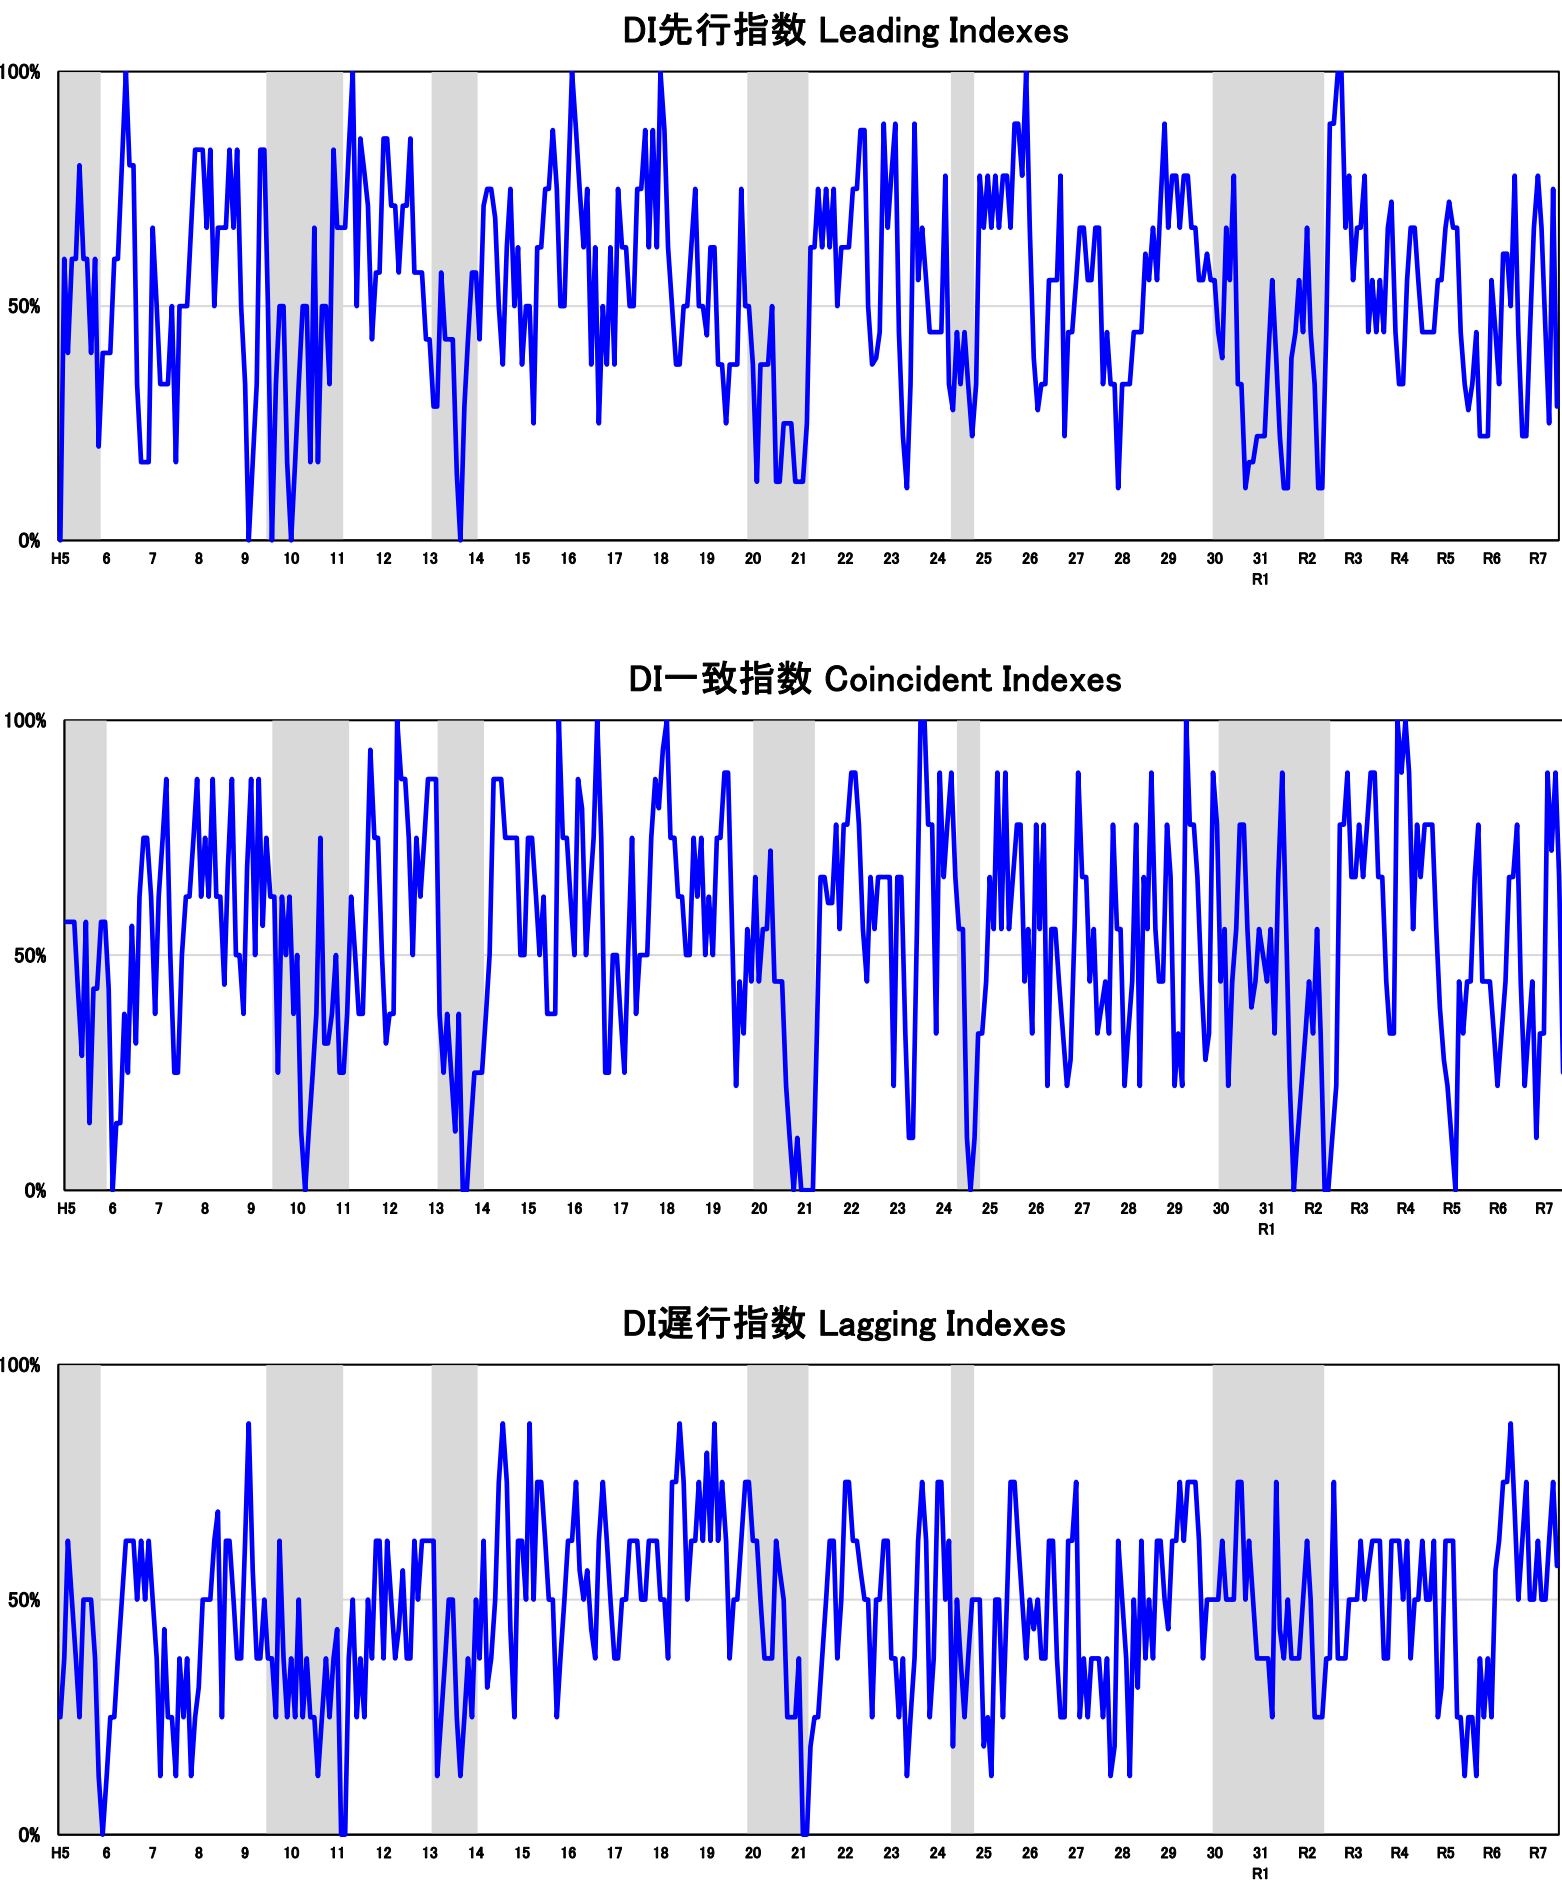 DI先行指数 Leading Indexes
100%
50%
0%
H5 6 7 8 9 10 11 12 13 14 15 16 17 18 19 20 21 22 23 24 25 26 27 28 29 30 31 R2 R3 R4 R5 R6 R7
R1
DI一致指数 Coincident Indexes
100%
50%
0%
H5 6 7 8 9 10 11 12 13 14 15 16 17 18 19 20 21 22 23 24 25 26 27 28 29 30 31 R2 R3 R4 R5 R6 R7
R1
DI遅行指数 Lagging Indexes
100%
50%
0%
H5 6 7 8 9 10 11 12 13 14 15 16 17 18 19 20 21 22 23 24 25 26 27 28 29 30 31 R2 R3 R4 R5 R6 R7
R1